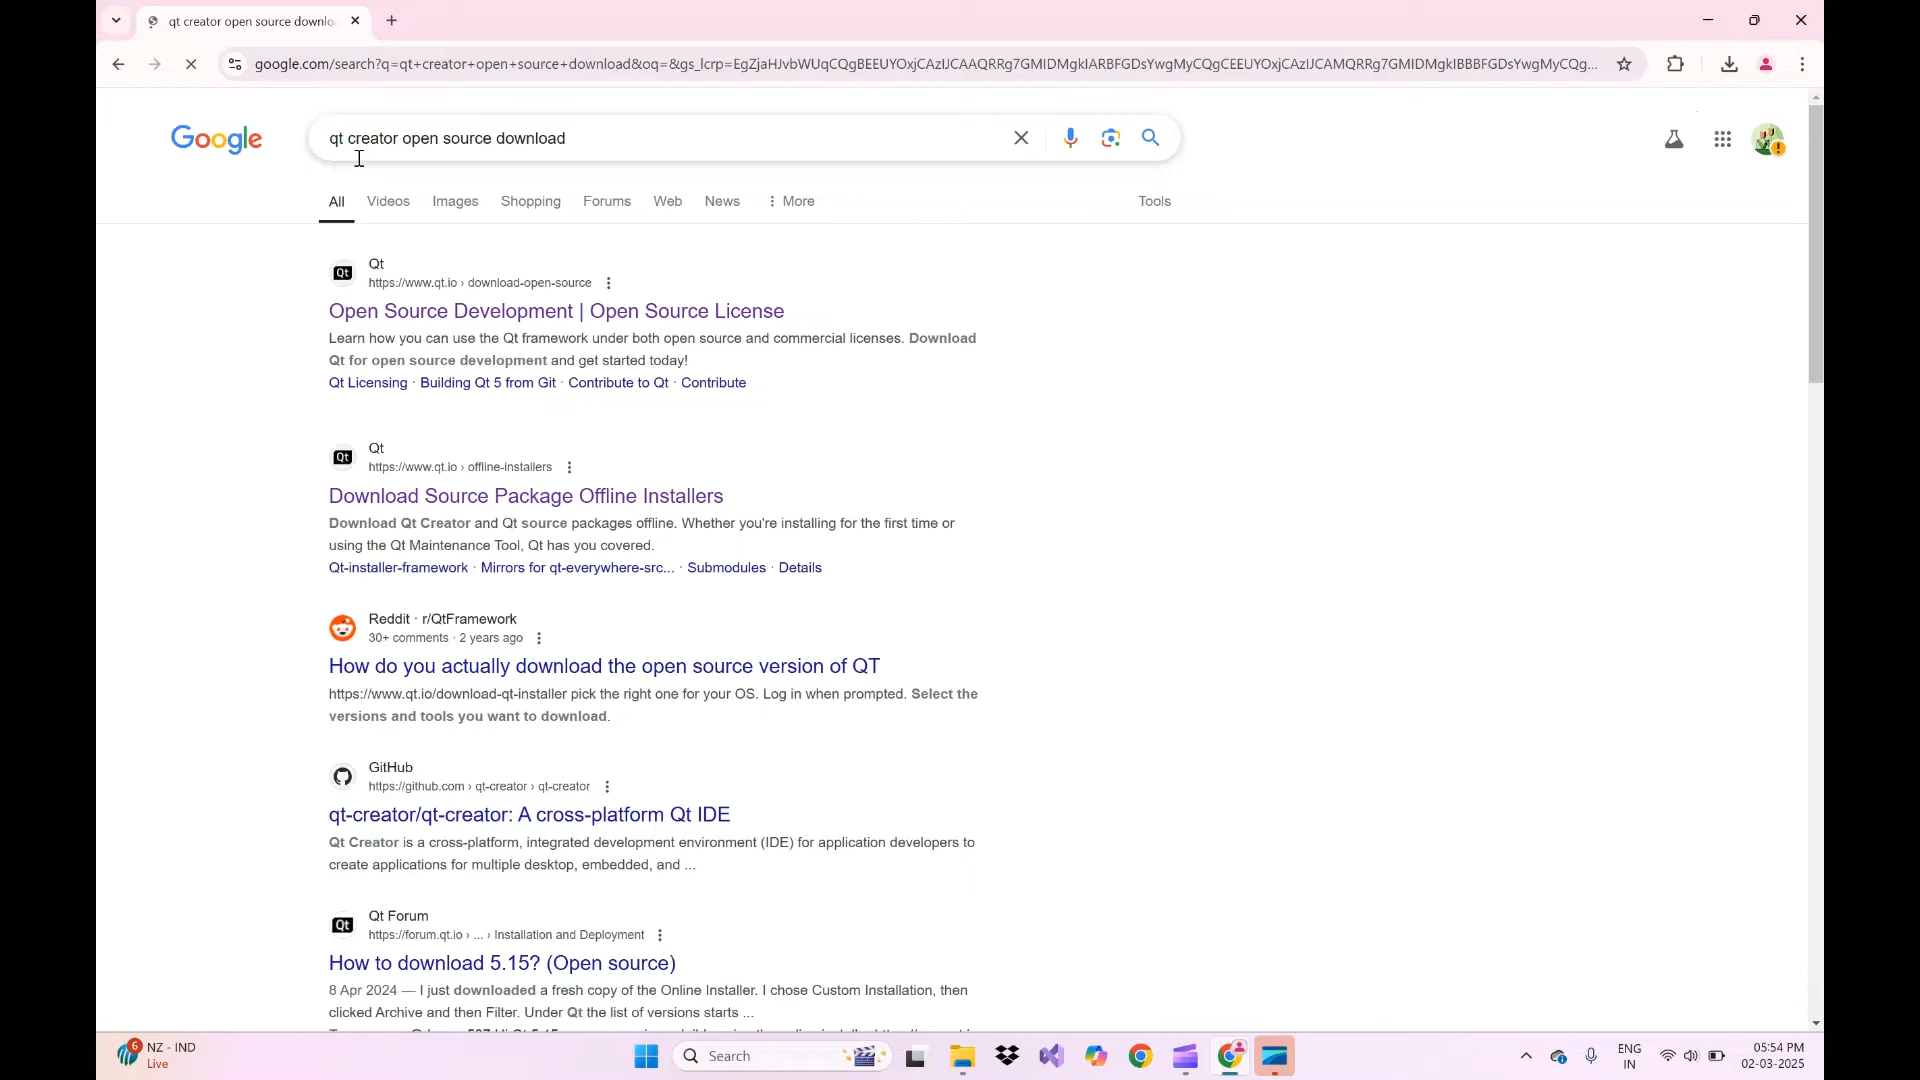 qt creator open source downlo
google.com/search?q=qt+creator+open+source+download&oq=&gs_lcrp=EgZjaHJvbWUqCQgBEEUYOxjCAzIJCAAQRRg7GMIDMgkIARBFGDsYwgMyCQgCEEUYOxjCAzIJCAMQRRg7GMIDMgkIBBBFGDsYwgMyCQg...
Google
qt creator open source download
All Videos Images Shopping Forums Web News More Tools
Qt
https://www.qt.io › download-open-source
Open Source Development | Open Source License
Learn how you can use the Qt framework under both open source and commercial licenses. Download
Qt for open source development and get started today!
Qt Licensing · Building Qt 5 from Git · Contribute to Qt · Contribute
Qt
https://www.qt.io › offline-installers
Download Source Package Offline Installers
Download Qt Creator and Qt source packages offline. Whether you're installing for the first time or
using the Qt Maintenance Tool, Qt has you covered.
Qt-installer-framework · Mirrors for qt-everywhere-src... · Submodules · Details
Reddit · r/QtFramework
30+ comments · 2 years ago
How do you actually download the open source version of QT
https://www.qt.io/download-qt-installer pick the right one for your OS. Log in when prompted. Select the
versions and tools you want to download.
GitHub
https://github.com › qt-creator › qt-creator
qt-creator/qt-creator: A cross-platform Qt IDE
Qt Creator is a cross-platform, integrated development environment (IDE) for application developers to
create applications for multiple desktop, embedded, and ...
Qt Forum
https://forum.qt.io › ... › Installation and Deployment
How to download 5.15? (Open source)
8 Apr 2024 — I just downloaded a fresh copy of the Online Installer. I chose Custom Installation, then
clicked Archive and then Filter. Under Qt the list of versions starts ...
6
NZ - IND
Live
Search
ENG
IN
05:54 PM
02-03-2025